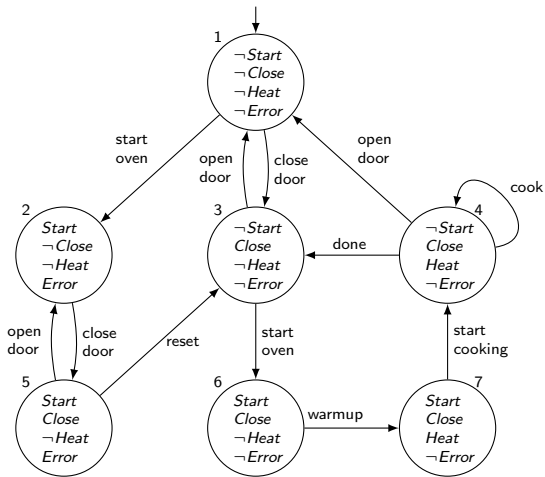 1
¬Start
¬Close
¬Heat
¬Error
start
oven
open
door
close
door
open
door
cook
2
Start
¬Close
¬Heat
Error
3
¬Start
Close
¬Heat
¬Error
done
4
¬Start
Close
Heat
¬Error
open
door
close
door
reset
start
oven
start
cooking
5
Start
Close
¬Heat
Error
6
Start
Close
¬Heat
¬Error
warmup
7
Start
Close
Heat
¬Error